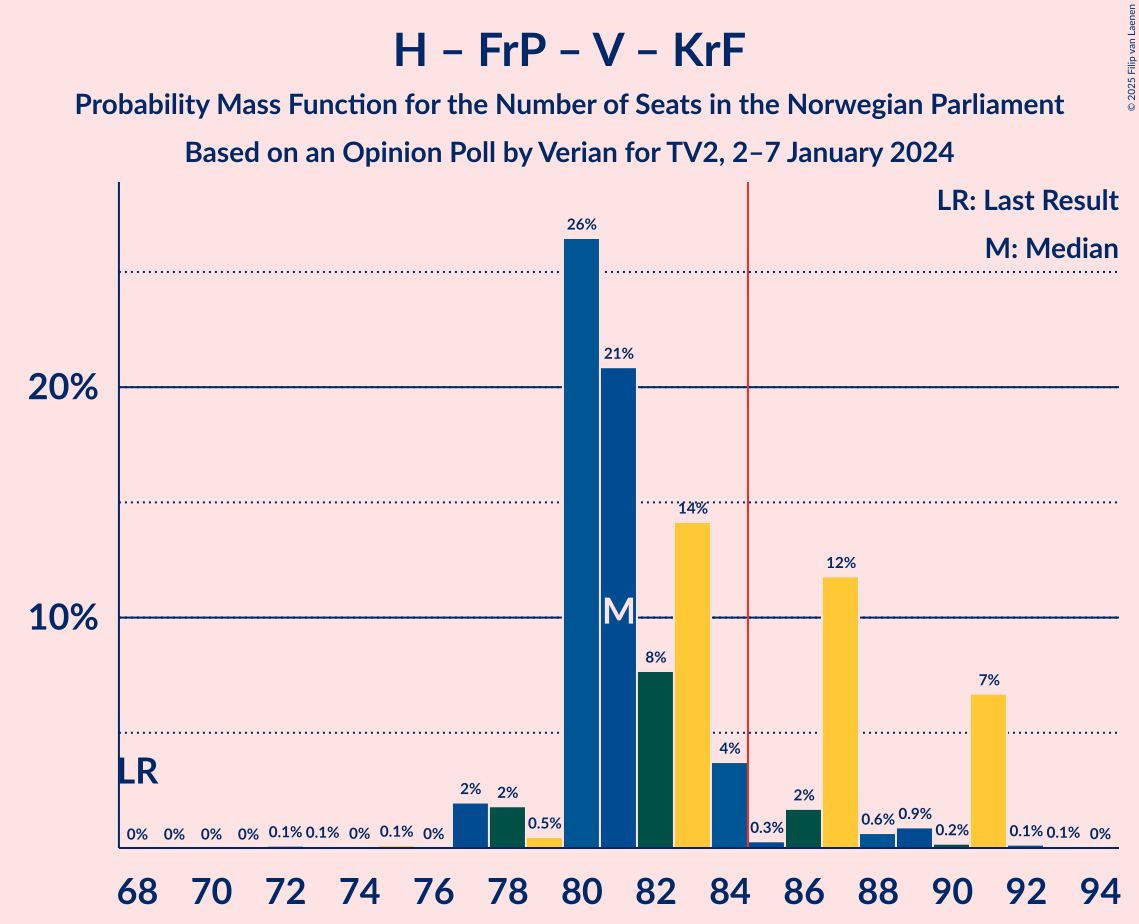 H – FrP – V – KrF
Probability Mass Function for the Number of Seats in the Norwegian Parliament
Based on an Opinion Poll by Verian for TV2, 2–7 January 2024
© 2025 Filip van Laenen
LR: Last Result
M: Median
26%
21%
20%
14%
12%
M
10%
8%
7%
4%
LR
2%
2%
2%
0.5%
0.3%
0.6%
0.9%
0.2%
0% 0% 0% 0% 0.1% 0.1% 0% 0.1% 0% 0.1% 0.1% 0%
68 70 72 74 76 78 80 82 84 86 88 90 92 94